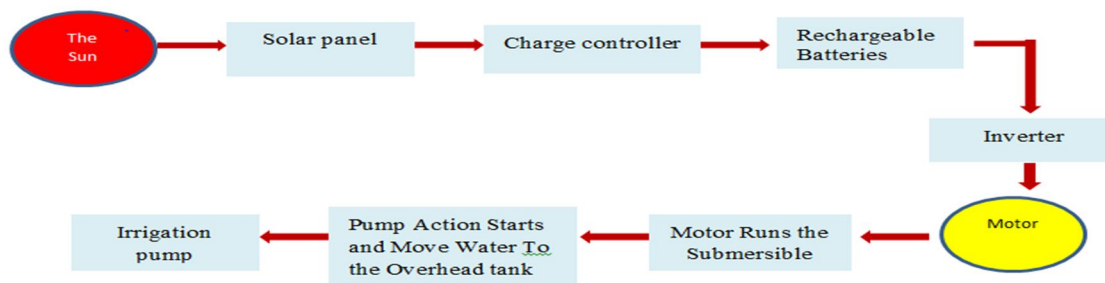 The
Sun
Solar panel
Charge controller
Rechargeable
Batteries
Inverter
Motor
Motor Runs the
Submersible
Pump Action Starts
and Move Water To
the Overhead tank
Irrigation
pump